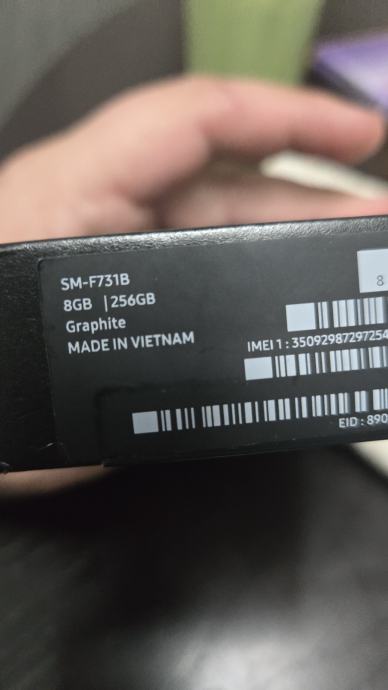 SM-F731B
8GB | 256GB
Graphite
MADE IN VIETNAM
8
IMEI 1 : 35092987297254
EID : 890